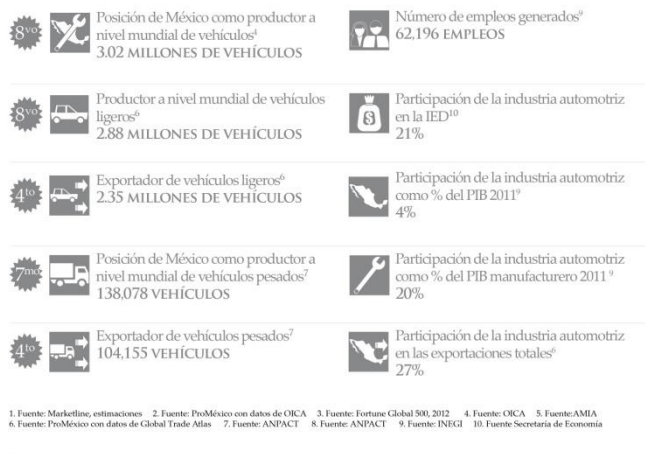 8vo
Posición de México como productor a
nivel mundial de vehículos4
3.02 MILLONES DE VEHÍCULOS
Número de empleos generados9
62,196 EMPLEOS
8vo
Productor a nivel mundial de vehículos
ligeros6
2.88 MILLONES DE VEHÍCULOS
$
Participación de la industria automotriz
en la IED10
21%
4to
Exportador de vehículos ligeros6
2.35 MILLONES DE VEHÍCULOS
Participación de la industria automotriz
como % del PIB 20119
4%
7mo
Posición de México como productor a
nivel mundial de vehículos pesados7
138,078 VEHÍCULOS
Participación de la industria automotriz
como % del PIB manufacturero 2011 9
20%
4to
Exportador de vehículos pesados7
104,155 VEHÍCULOS
Participación de la industria automotriz
en las exportaciones totales6
27%
1. Fuente: Marketline, estimaciones 2. Fuente: ProMéxico con datos de OICA 3. Fuente: Fortune Global 500, 2012 4. Fuente: OICA 5. Fuente:AMIA
6. Fuente: ProMéxico con datos de Global Trade Atlas 7. Fuente: ANPACT 8. Fuente: ANPACT 9. Fuente: INEGI 10. Fuente Secretaría de Economía